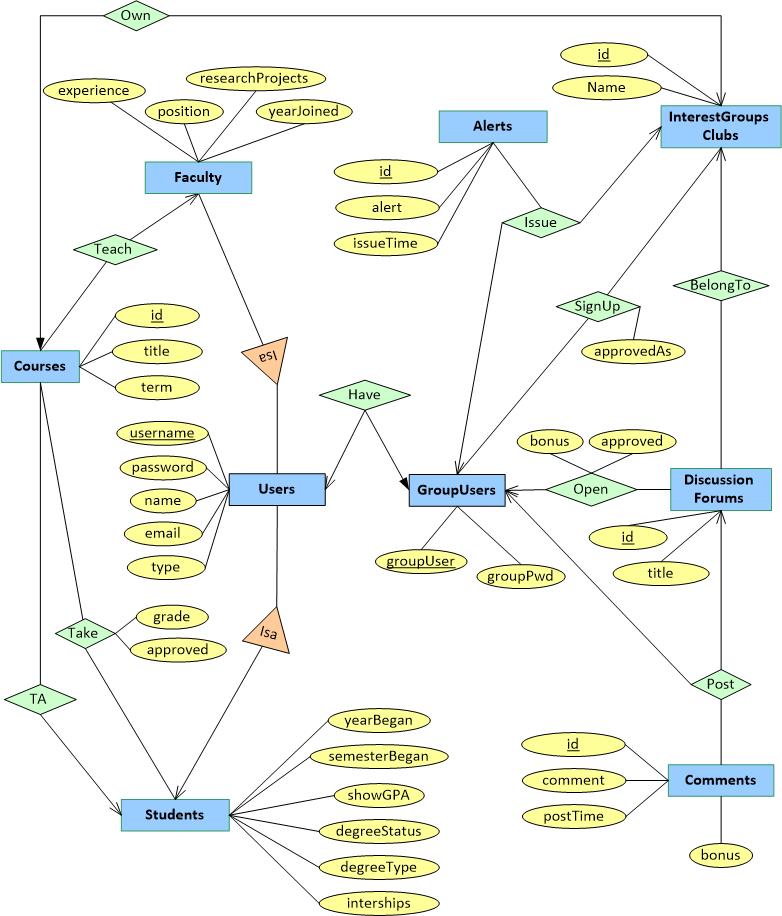 Own
id
Name
InterestGroups
Clubs
experience
researchProjects
position
yearJoined
Faculty
Alerts
id
alert
issueTime
Issue
Teach
BelongTo
SignUp
approvedAs
id
title
term
Courses
Isa
Have
username
password
name
email
type
Users
GroupUsers
groupUser
groupPwd
bonus
approved
Open
Discussion
Forums
id
title
grade
approved
Take
Isa
TA
Post
yearBegan
semesterBegan
showGPA
degreeStatus
degreeType
interships
Students
id
comment
postTime
Comments
bonus